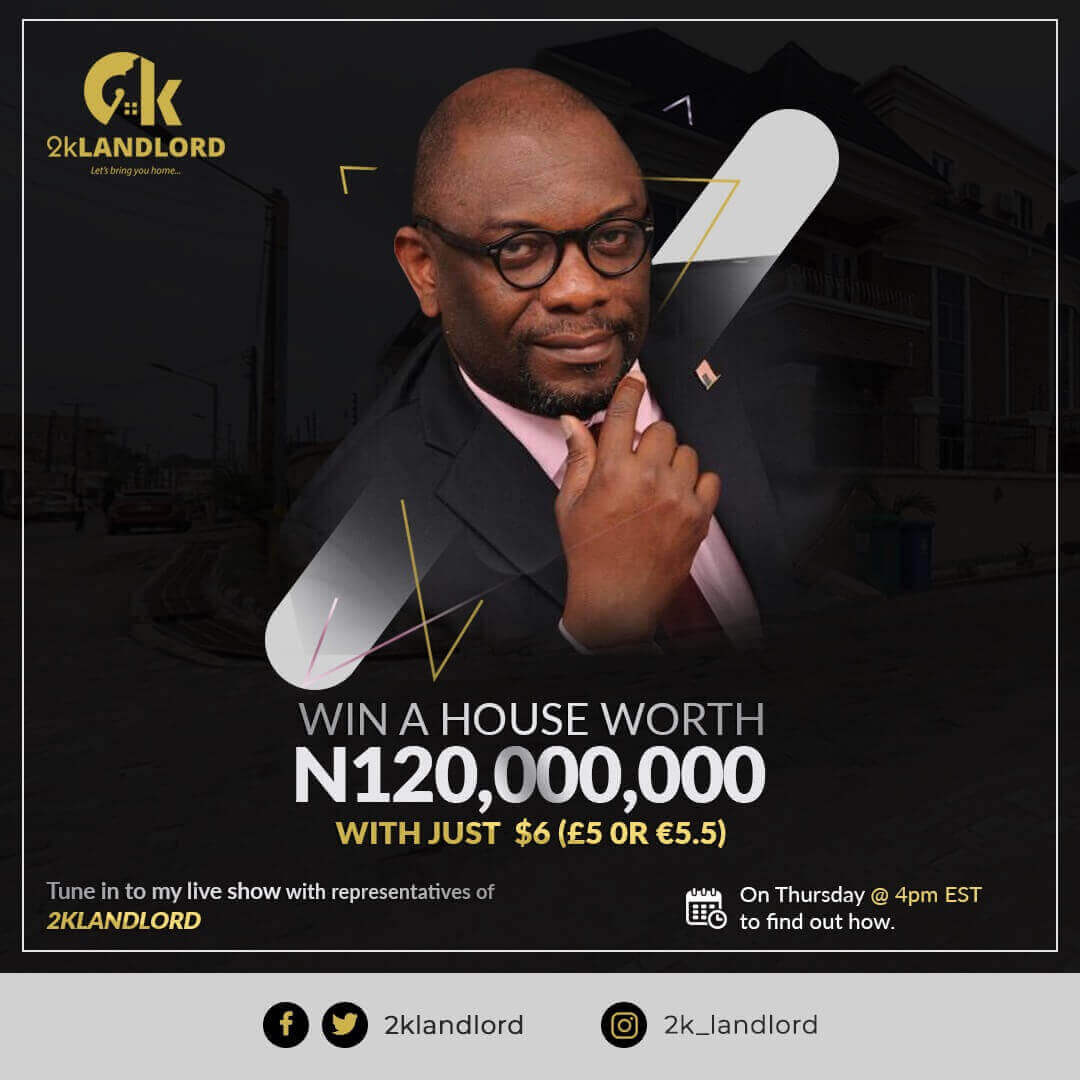 2kLANDLORD
Let's bring you home...
WIN A HOUSE WORTH
N120,000,000
WITH JUST $6 (£5 0R €5.5)
Tune in to my live show with representatives of
2KLANDLORD
On Thursday @ 4pm EST
to find out how.
2klandlord
2k_landlord